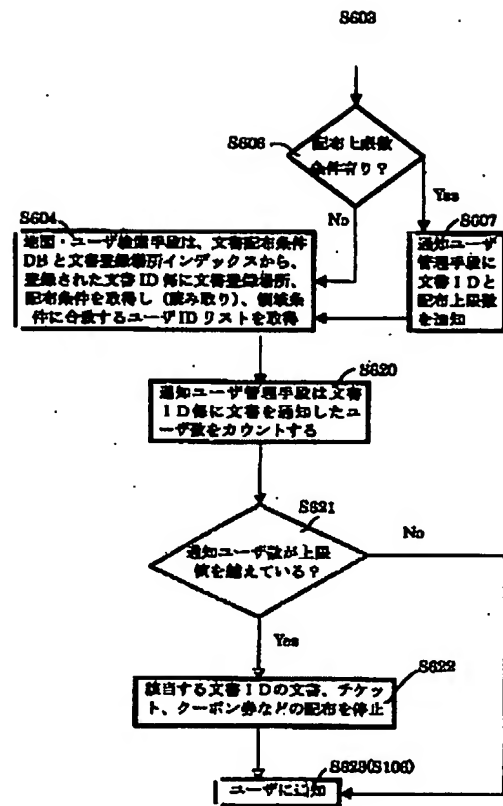 S603
S606
配布上限数
条件有り？
Yes
No
S604
S607
地図・ユーザ検索手段は、文書配布条件
DBと文書登録場所インデックスから、
登録された文書ID毎に文書登録場所、
配布条件を取得し（読み取り）、領域条
件に合致するユーザIDリストを取得
通知ユーザ
管理手段に
文書IDと
配布上限数
を通知
S620
通知ユーザ管理手段は文書
ID毎に文書を通知したユ
ーザ数をカウントする
S621
No
通知ユーザ数が上限
値を越えている？
Yes
S622
該当する文書IDの文書、チケッ
ト、クーポン券などの配布を停止
S623(S106)
ユーザに通知